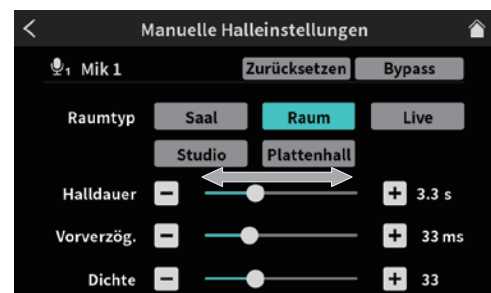 Manuelle Halleinstellungen
1 Mik 1 Zurücksetzen Bypass
Raumtyp Saal Raum Live
Studio Plattenhall
Halldauer − + 3.3 s
Vorverzög. − + 33 ms
Dichte − + 33